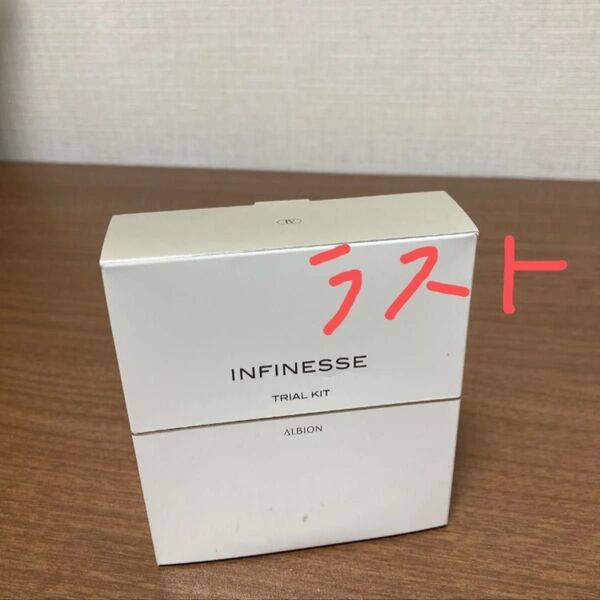 ラスト
INFINESSE
TRIAL KIT
ALBION